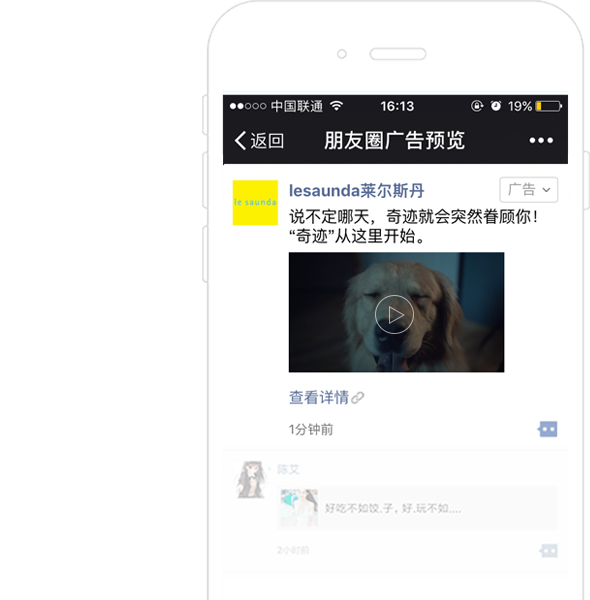 中国联通 16:13 19%
返回 朋友圈广告预览
le saunda
lesaunda莱尔斯丹 广告
说不定哪天，奇迹就会突然眷顾你！
“奇迹”从这里开始。
查看详情
1分钟前
陈艾
好吃不如饺.子，好.玩不如....
2小时前